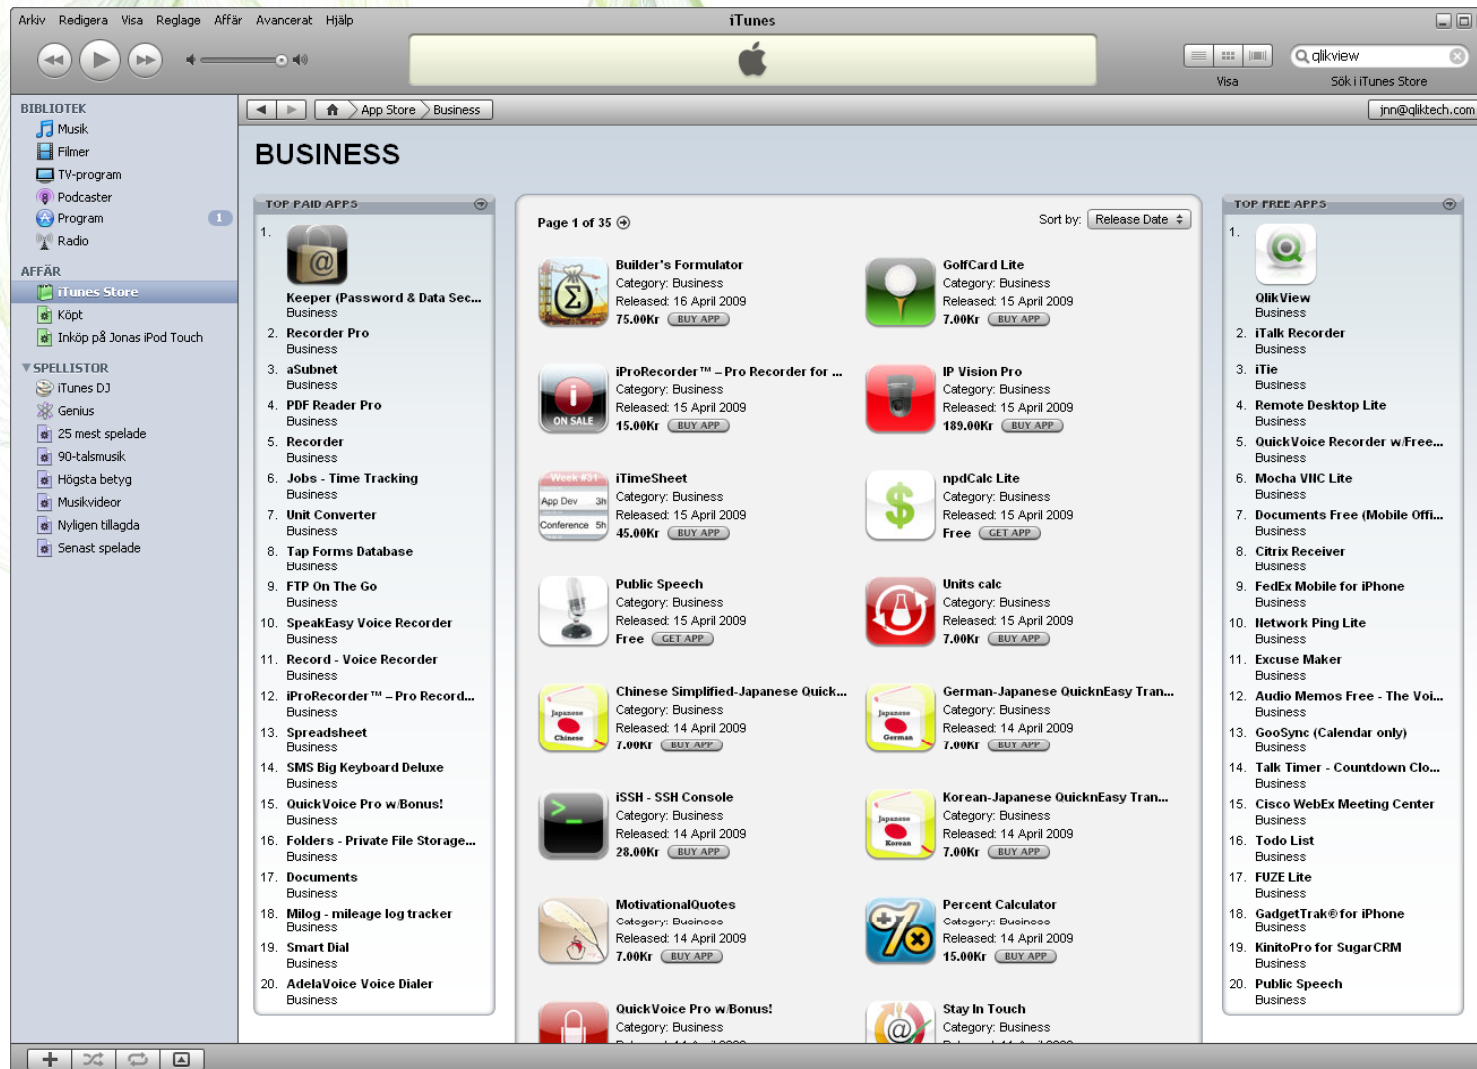 Arkiv Redigera Visa Reglage Affär Avancerat Hjälp
iTunes
qlikview
Visa
Sök i iTunes Store
BIBLIOTEK
Musik
Filmer
TV-program
Podcaster
Program 1
Radio
AFFÄR
iTunes Store
Köpt
Inköp på Jonas iPod Touch
SPELLISTOR
iTunes DJ
Genius
25 mest spelade
90-talsmusik
Högsta betyg
Musikvideor
Nyligen tillagda
Senast spelade
App Store Business
jnn@qliktech.com
BUSINESS
TOP PAID APPS
1.
Keeper (Password & Data Sec...
Business
2. Recorder Pro
Business
3. aSubnet
Business
4. PDF Reader Pro
Business
5. Recorder
Business
6. Jobs - Time Tracking
Business
7. Unit Converter
Business
8. Tap Forms Database
Business
9. FTP On The Go
Business
10. SpeakEasy Voice Recorder
Business
11. Record - Voice Recorder
Business
12. iProRecorder™ – Pro Record...
Business
13. Spreadsheet
Business
14. SMS Big Keyboard Deluxe
Business
15. QuickVoice Pro w/Bonus!
Business
16. Folders - Private File Storage...
Business
17. Documents
Business
18. Milog - mileage log tracker
Business
19. Smart Dial
Business
20. AdelaVoice Voice Dialer
Business
Page 1 of 35
Sort by: Release Date
Builder's Formulator
Category: Business
Released: 16 April 2009
75.00Kr BUY APP
GolfCard Lite
Category: Business
Released: 15 April 2009
7.00Kr BUY APP
ON SALE
iProRecorder™ – Pro Recorder for ...
Category: Business
Released: 15 April 2009
15.00Kr BUY APP
IP Vision Pro
Category: Business
Released: 15 April 2009
189.00Kr BUY APP
Week #31
App Dev 3h
Conference 5h
iTimeSheet
Category: Business
Released: 15 April 2009
45.00Kr BUY APP
npdCalc Lite
Category: Business
Released: 15 April 2009
Free GET APP
Public Speech
Category: Business
Released: 15 April 2009
Free GET APP
Units calc
Category: Business
Released: 15 April 2009
7.00Kr BUY APP
Japanese
Chinese
Chinese Simplified-Japanese Quick...
Category: Business
Released: 14 April 2009
7.00Kr BUY APP
Japanese
German
German-Japanese QuicknEasy Tran...
Category: Business
Released: 14 April 2009
7.00Kr BUY APP
iSSH - SSH Console
Category: Business
Released: 14 April 2009
28.00Kr BUY APP
Japanese
Korean
Korean-Japanese QuicknEasy Tran...
Category: Business
Released: 14 April 2009
7.00Kr BUY APP
MotivationalQuotes
Category: Business
Released: 14 April 2009
7.00Kr BUY APP
Percent Calculator
Category: Business
Released: 14 April 2009
15.00Kr BUY APP
QuickVoice Pro w/Bonus!
Category: Business
Stay In Touch
Category: Business
TOP FREE APPS
1.
QlikView
Business
2. iTalk Recorder
Business
3. iTie
Business
4. Remote Desktop Lite
Business
5. QuickVoice Recorder w/Free...
Business
6. Mocha VNC Lite
Business
7. Documents Free (Mobile Offi...
Business
8. Citrix Receiver
Business
9. FedEx Mobile for iPhone
Business
10. Network Ping Lite
Business
11. Excuse Maker
Business
12. Audio Memos Free - The Voi...
Business
13. GooSync (Calendar only)
Business
14. Talk Timer - Countdown Clo...
Business
15. Cisco WebEx Meeting Center
Business
16. Todo List
Business
17. FUZE Lite
Business
18. GadgetTrak® for iPhone
Business
19. KinitoPro for SugarCRM
Business
20. Public Speech
Business